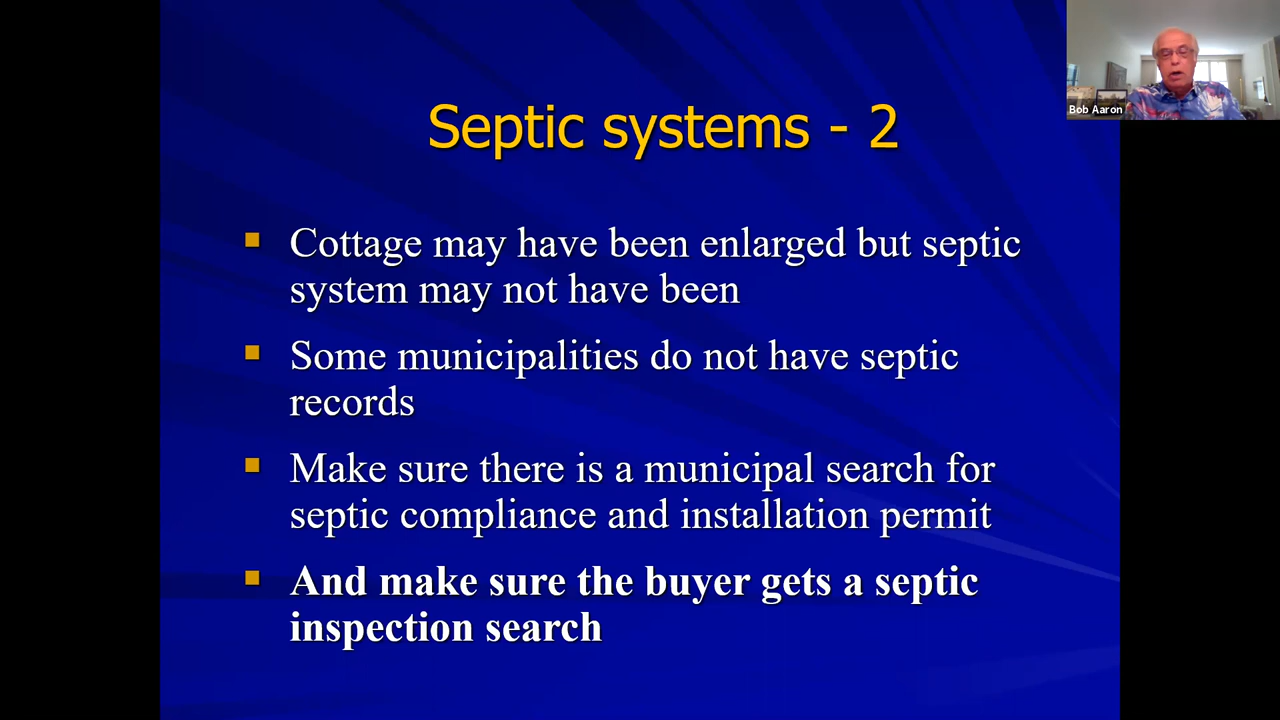 Septic systems - 2
Cottage may have been enlarged but septic
system may not have been
Some municipalities do not have septic
records
Make sure there is a municipal search for
septic compliance and installation permit
And make sure the buyer gets a septic
inspection search
Bob Aaron